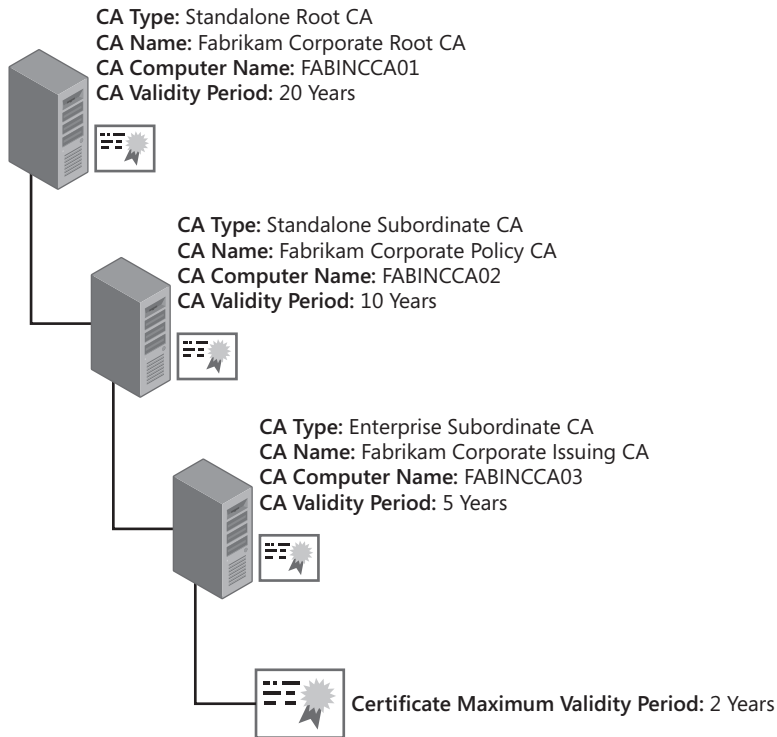 CA Type: Standalone Root CA
CA Name: Fabrikam Corporate Root CA
CA Computer Name: FABINCCA01
CA Validity Period: 20 Years
CA Type: Standalone Subordinate CA
CA Name: Fabrikam Corporate Policy CA
CA Computer Name: FABINCCA02
CA Validity Period: 10 Years
CA Type: Enterprise Subordinate CA
CA Name: Fabrikam Corporate Issuing CA
CA Computer Name: FABINCCA03
CA Validity Period: 5 Years
Certificate Maximum Validity Period: 2 Years